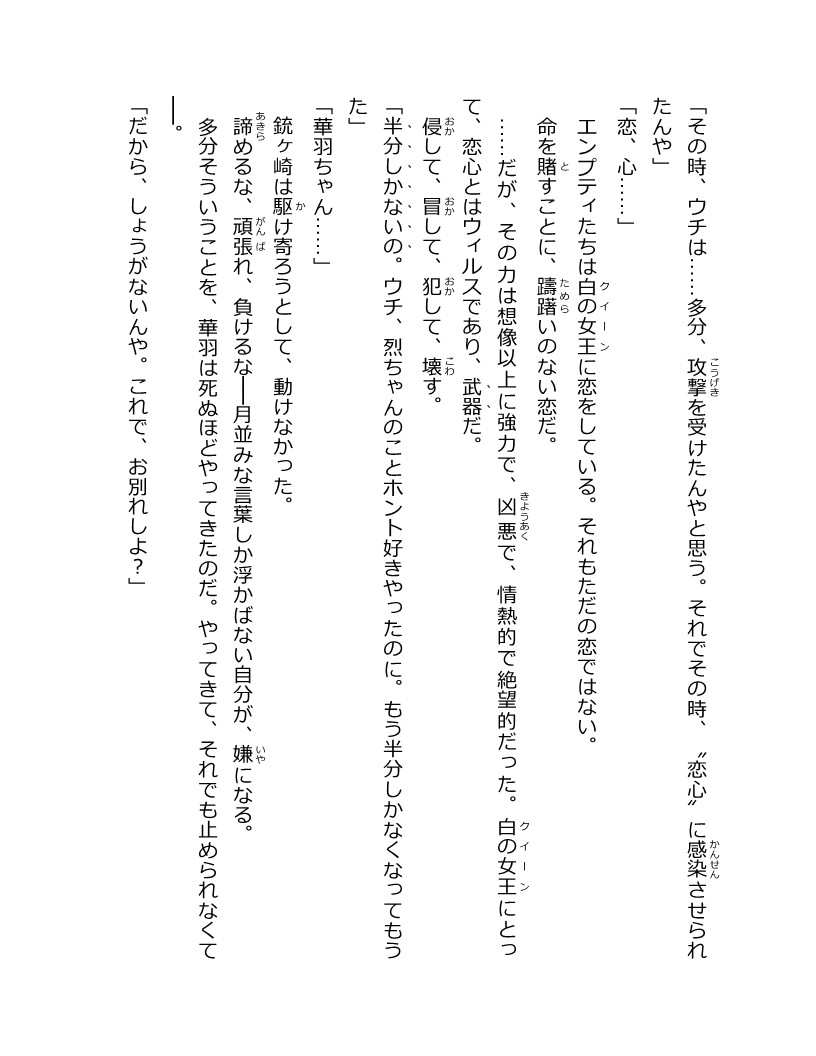 「その時、ウチは……多分、攻撃を受けたんやと思う。それでその時、〝恋心〟に感染させられ
たんや」
「恋、心……」
　エンプティたちは白の女王に恋をしている。それもただの恋ではない。
　命を賭すことに、躊躇いのない恋だ。
　……だが、その力は想像以上に強力で、凶悪で、情熱的で絶望的だった。白の女王にとっ
て、恋心とはウィルスであり、武器だ。
　侵して、冒して、犯して、壊す。
「半分しかないの。ウチ、烈ちゃんのことホント好きやったのに。もう半分しかなくなってもう
た」
「華羽ちゃん……」
　銃ヶ崎は駆け寄ろうとして、動けなかった。
　諦めるな、頑張れ、負けるな――月並みな言葉しか浮かばない自分が、嫌になる。
　多分そういうことを、華羽は死ぬほどやってきたのだ。やってきて、それでも止められなくて
――。
「だから、しょうがないんや。これで、お別れしよ？」